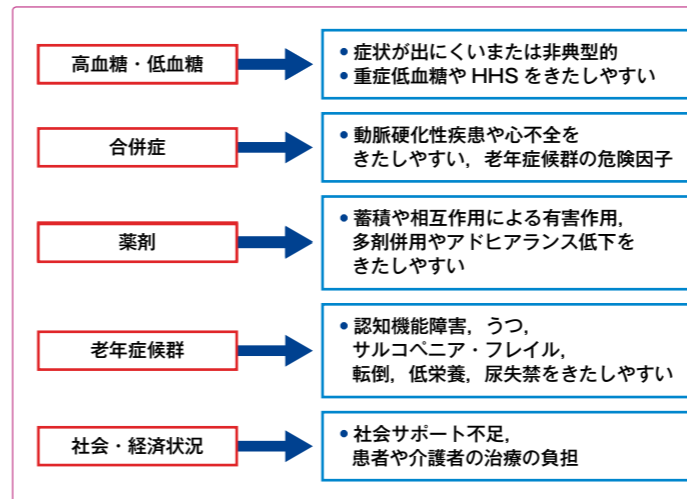 高血糖・低血糖
• 症状が出にくいまたは非典型的
• 重症低血糖や HHS をきたしやすい
合併症
• 動脈硬化性疾患や心不全を
きたしやすい，老年症候群の危険因子
薬剤
• 蓄積や相互作用による有害作用，
多剤併用やアドヒアランス低下を
きたしやすい
老年症候群
• 認知機能障害，うつ，
サルコペニア・フレイル，
転倒，低栄養，尿失禁をきたしやすい
社会・経済状況
• 社会サポート不足，
患者や介護者の治療の負担